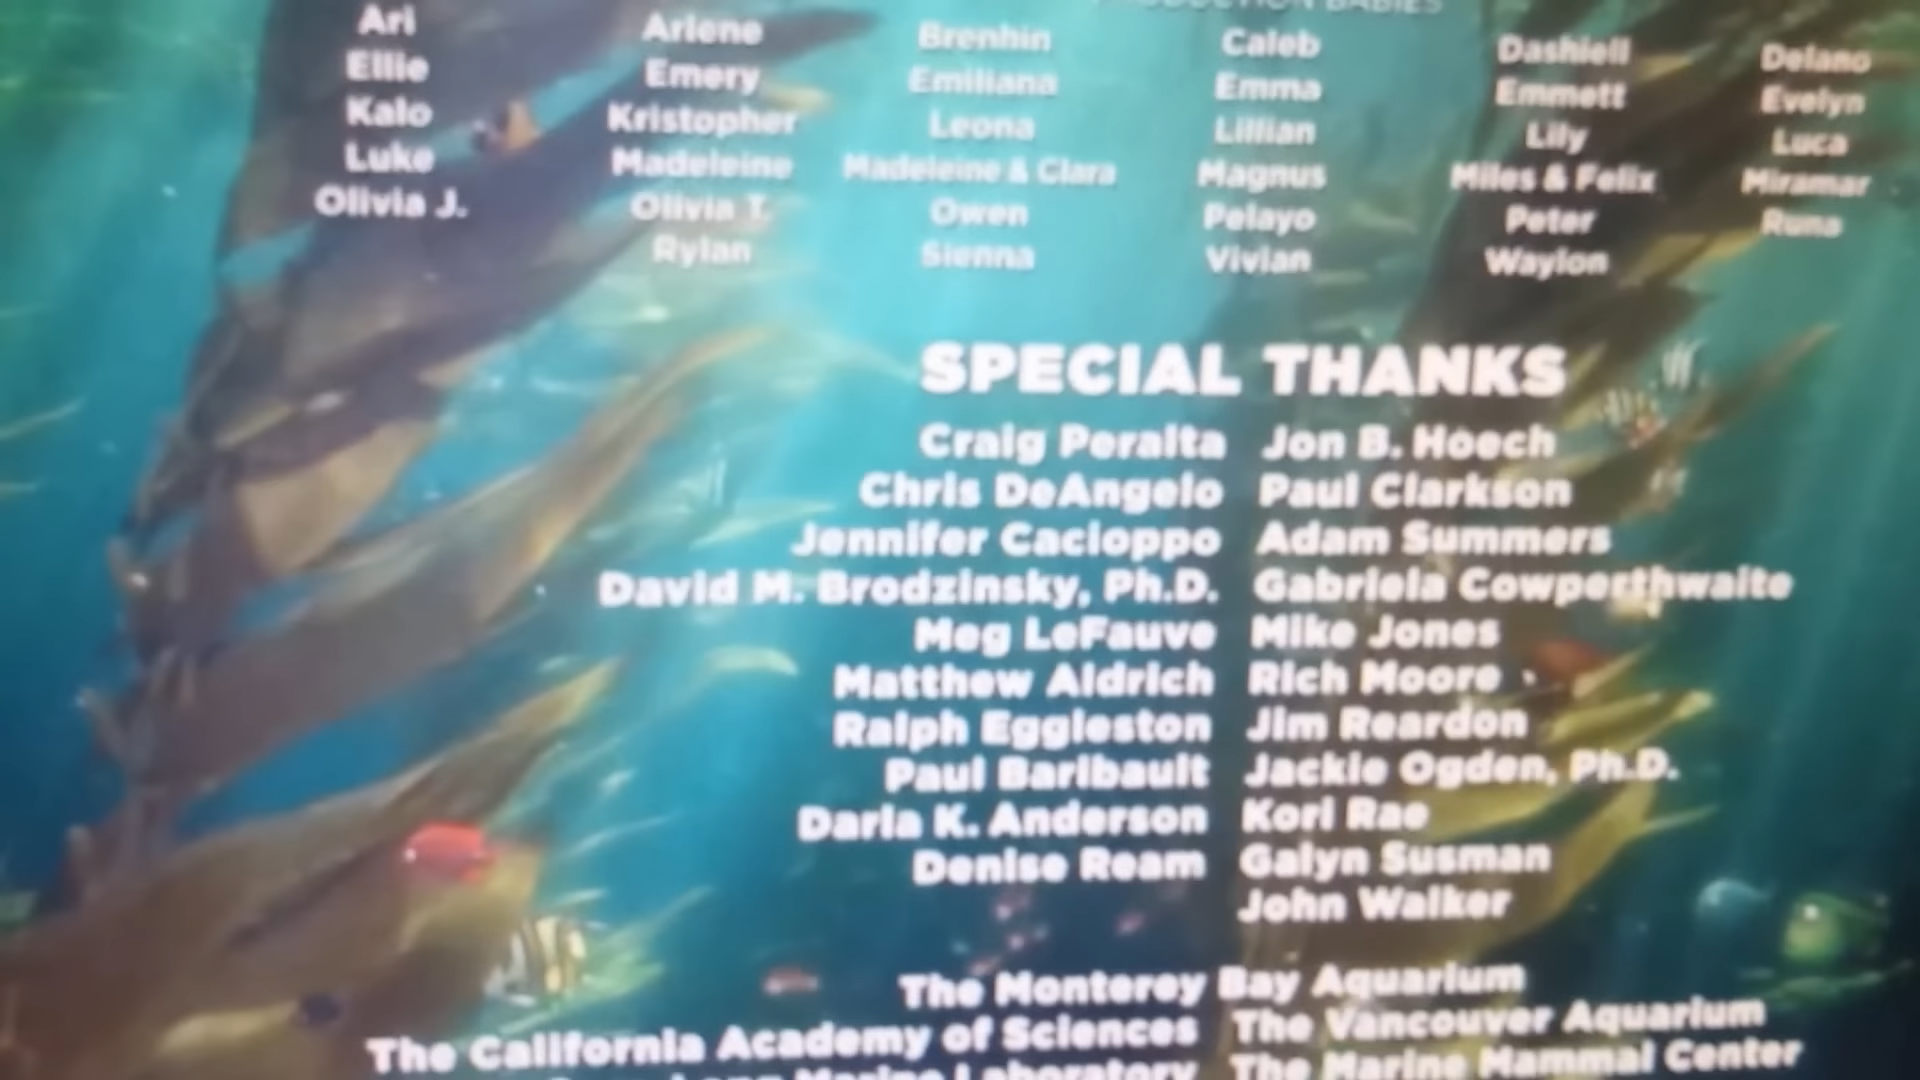 PRODUCTION BABIES
Ari Arlene Brenhin Caleb Dashiell Delano
Ellie Emery Emiliana Emma Emmett Evelyn
Kalo Kristopher Leona Lillian Lily Luca
Luke Madeleine Madeleine & Clara Magnus Miles & Felix Miramar
Olivia J. Olivia T. Owen Pelayo Peter Runa
Rylan Sienna Vivian Waylon
SPECIAL THANKS
Craig Peralta Jon B. Hoech
Chris DeAngelo Paul Clarkson
Jennifer Cacioppo Adam Summers
David M. Brodzinsky, Ph.D. Gabriela Cowperthwaite
Meg LeFauve Mike Jones
Matthew Aldrich Rich Moore
Ralph Eggleston Jim Reardon
Paul Baribault Jackie Ogden, Ph.D.
Darla K. Anderson Kori Rae
Denise Ream Galyn Susman
John Walker
The Monterey Bay Aquarium
The California Academy of Sciences The Vancouver Aquarium
Long Marine Laboratory The Marine Mammal Center